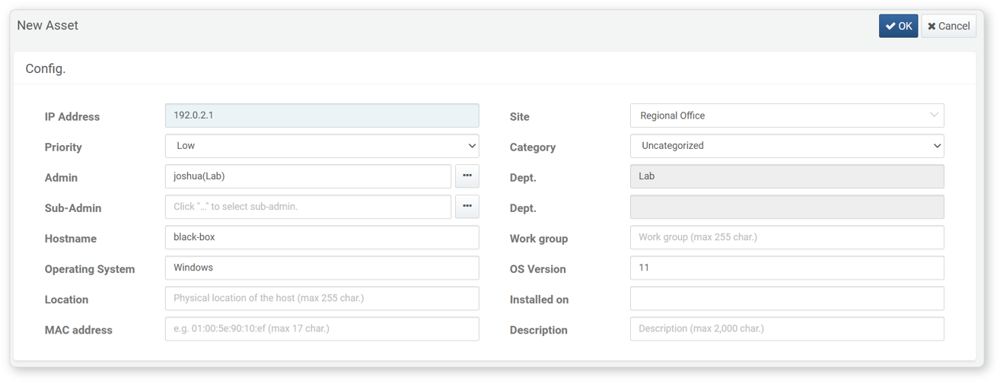 New Asset
OK
Cancel
Config.
IP Address 192.0.2.1 Site Regional Office
Priority Low Category Uncategorized
Admin joshua(Lab) ... Dept. Lab
Sub-Admin Click "..." to select sub-admin. ... Dept.
Hostname black-box Work group Work group (max 255 char.)
Operating System Windows OS Version 11
Location Physical location of the host (max 255 char.) Installed on
MAC address e.g. 01:00:5e:90:10:ef (max 17 char.) Description Description (max 2,000 char.)